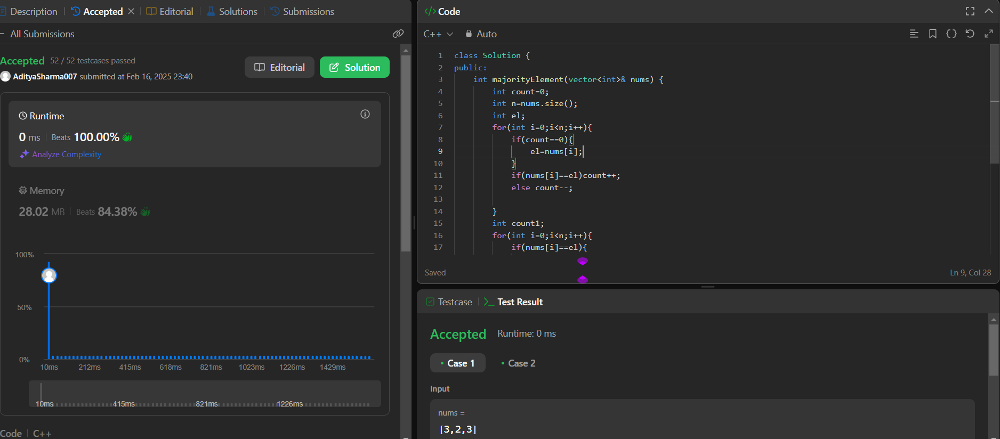 Description | Accepted × | Editorial | Solutions | Submissions
All Submissions
Accepted 52 / 52 testcases passed
AdityaSharma007 submitted at Feb 16, 2025 23:40
Editorial
Solution
Runtime
0 ms | Beats 100.00%
Analyze Complexity
Memory
28.02 MB | Beats 84.38%
100%
50%
0%
10ms 212ms 415ms 618ms 821ms 1023ms 1226ms 1429ms
10ms 415ms 821ms 1226ms
Code | C++
</> Code
C++ Auto
1 class Solution {
2 public:
3 int majorityElement(vector<int>& nums) {
4 int count=0;
5 int n=nums.size();
6 int el;
7 for(int i=0;i<n;i++){
8 if(count==0){
9 el=nums[i];
10 }
11 if(nums[i]==el)count++;
12 else count--;
13
14 }
15 int count1;
16 for(int i=0;i<n;i++){
17 if(nums[i]==el){
Saved
Ln 9, Col 28
Testcase | >_ Test Result
Accepted Runtime: 0 ms
• Case 1 • Case 2
Input
nums =
[3,2,3]